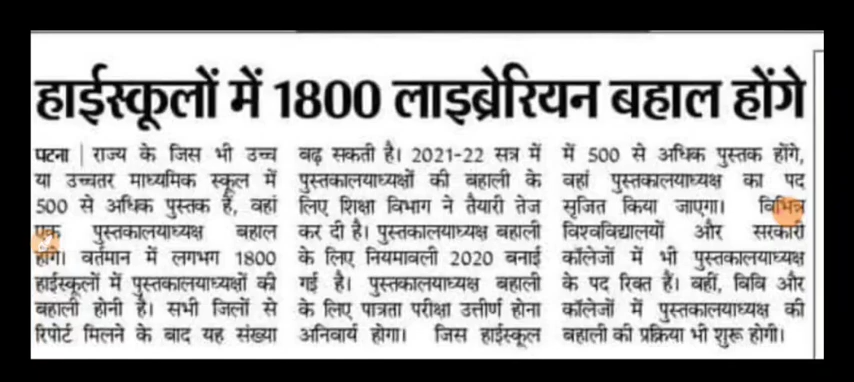 हाईस्कूलों में 1800 लाइब्रेरियन बहाल होंगे
पटना | राज्य के जिस भी उच्च
या उच्चतर माध्यमिक स्कूल में
500 से अधिक पुस्तक हैं, वहां
एक पुस्तकालयाध्यक्ष बहाल
होंगे। वर्तमान में लगभग 1800
हाईस्कूलों में पुस्तकालयाध्यक्षों की
बहाली होनी है। सभी जिलों से
रिपोर्ट मिलने के बाद यह संख्या
बढ़ सकती है। 2021-22 सत्र में
पुस्तकालयाध्यक्षों की बहाली के
लिए शिक्षा विभाग ने तैयारी तेज
कर दी है। पुस्तकालयाध्यक्ष बहाली
के लिए नियमावली 2020 बनाई
गई है। पुस्तकालयाध्यक्ष बहाली
के लिए पात्रता परीक्षा उत्तीर्ण होना
अनिवार्य होगा। जिस हाईस्कूल
में 500 से अधिक पुस्तक होंगे,
वहां पुस्तकालयाध्यक्ष का पद
सृजित किया जाएगा। विभिन्न
विश्वविद्यालयों और सरकारी
कॉलेजों में भी पुस्तकालयाध्यक्ष
के पद रिक्त हैं। वहीं, विवि और
कॉलेजों में पुस्तकालयाध्यक्ष की
बहाली की प्रक्रिया भी शुरू होगी।